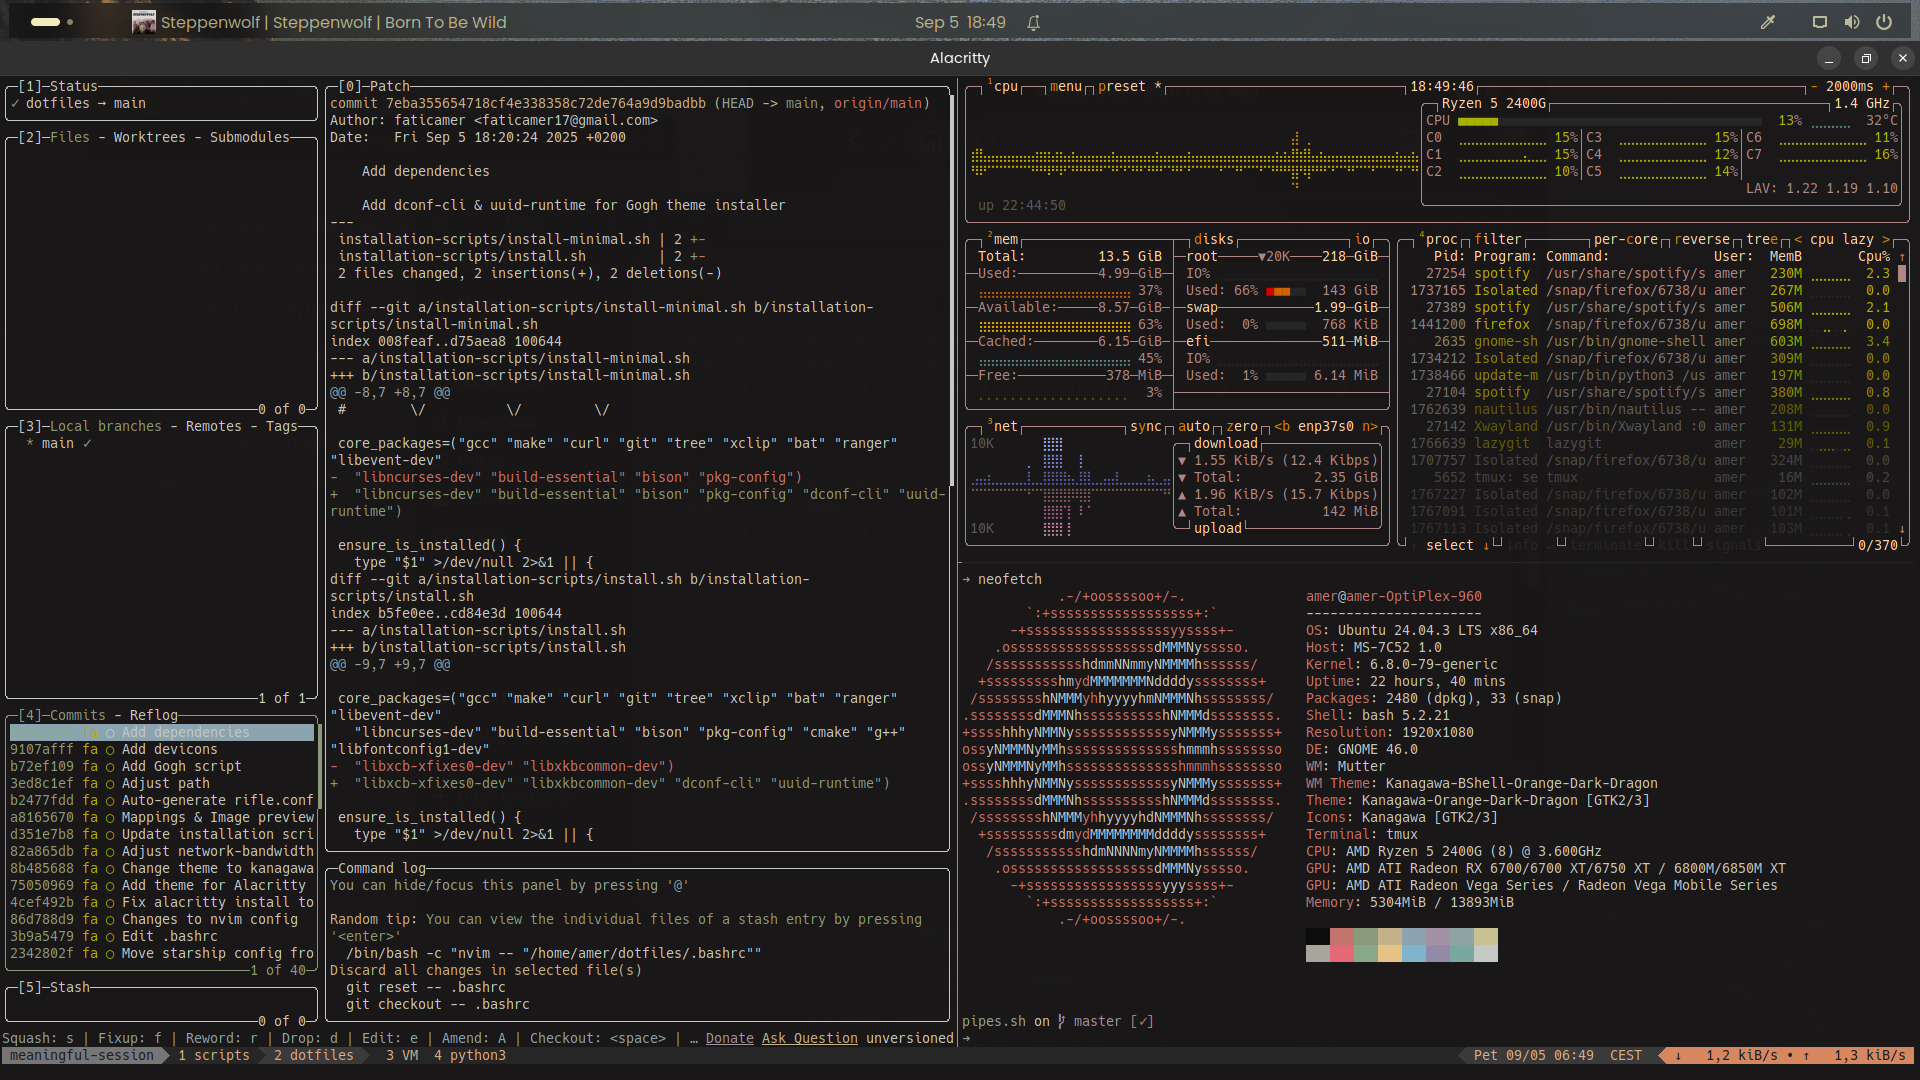 Steppenwolf | Steppenwolf | Born To Be Wild
Sep 5 18:49
Alacritty
[1]─Status
✓ dotfiles → main
[2]─Files - Worktrees - Submodules
0 of 0
[3]─Local branches - Remotes - Tags
* main ✓
1 of 1
[4]─Commits - Reflog
fa ○ Add dependencies
9107afff fa ○ Add devicons
b72ef109 fa ○ Add Gogh script
3ed8c1ef fa ○ Adjust path
b2477fdd fa ○ Auto-generate rifle.conf
a8165670 fa ○ Mappings & Image preview
d351e7b8 fa ○ Update installation scri
82a865db fa ○ Adjust network-bandwidth
8b485688 fa ○ Change theme to kanagawa
75050969 fa ○ Add theme for Alacritty
4cef492b fa ○ Fix alacritty install to
86d788d9 fa ○ Changes to nvim config
3b9a5479 fa ○ Edit .bashrc
2342802f fa ○ Move starship config fro
1 of 40
[5]─Stash
0 of 0
[0]─Patch
commit 7eba355654718cf4e338358c72de764a9d9badbb (HEAD -> main, origin/main)
Author: faticamer <faticamer17@gmail.com>
Date:   Fri Sep 5 18:20:24 2025 +0200
Add dependencies
Add dconf-cli & uuid-runtime for Gogh theme installer
---
installation-scripts/install-minimal.sh | 2 +-
installation-scripts/install.sh         | 2 +-
2 files changed, 2 insertions(+), 2 deletions(-)
diff --git a/installation-scripts/install-minimal.sh b/installation-
scripts/install-minimal.sh
index 008feaf..d75aea8 100644
--- a/installation-scripts/install-minimal.sh
+++ b/installation-scripts/install-minimal.sh
@@ -8,7 +8,7 @@
#        \/          \/         \/
core_packages=("gcc" "make" "curl" "git" "tree" "xclip" "bat" "ranger"
"libevent-dev"
-  "libncurses-dev" "build-essential" "bison" "pkg-config")
+  "libncurses-dev" "build-essential" "bison" "pkg-config" "dconf-cli" "uuid-
runtime")
ensure_is_installed() {
type "$1" >/dev/null 2>&1 || {
diff --git a/installation-scripts/install.sh b/installation-
scripts/install.sh
index b5fe0ee..cd84e3d 100644
--- a/installation-scripts/install.sh
+++ b/installation-scripts/install.sh
@@ -9,7 +9,7 @@
core_packages=("gcc" "make" "curl" "git" "tree" "xclip" "bat" "ranger"
"libevent-dev"
"libncurses-dev" "build-essential" "bison" "pkg-config" "cmake" "g++"
"libfontconfig1-dev"
-  "libxcb-xfixes0-dev" "libxkbcommon-dev")
+  "libxcb-xfixes0-dev" "libxkbcommon-dev" "dconf-cli" "uuid-runtime")
ensure_is_installed() {
type "$1" >/dev/null 2>&1 || {
Command log
You can hide/focus this panel by pressing '@'
Random tip: You can view the individual files of a stash entry by pressing
'<enter>'
/bin/bash -c "nvim -- "/home/amer/dotfiles/.bashrc""
Discard all changes in selected file(s)
git reset -- .bashrc
git checkout -- .bashrc
Squash: s | Fixup: f | Reword: r | Drop: d | Edit: e | Amend: A | Checkout: <space> | … Donate Ask Question unversioned
¹cpu menu preset * 18:49:46 - 2000ms +
Ryzen 5 2400G 1.4 GHz
CPU 13% 32°C
C0 15% C3 15% C6 11%
C1 15% C4 12% C7 16%
C2 10% C5 14%
LAV: 1.22 1.19 1.10
up 22:44:50
²mem
Total: 13.5 GiB
Used: 4.99 GiB
37%
Available: 8.57 GiB
63%
Cached: 6.15 GiB
45%
Free: 378 MiB
3%
disks io
root ▼20K 218 GiB
IO%
Used: 66% 143 GiB
swap 1.99 GiB
Used: 0% 768 KiB
efi 511 MiB
IO%
Used: 1% 6.14 MiB
³net sync auto zero <b enp37s0 n>
10K
10K
download
▼ 1.55 KiB/s (12.4 Kibps)
▼ Total: 2.35 GiB
▲ 1.96 KiB/s (15.7 Kibps)
▲ Total: 142 MiB
upload
⁴proc filter per-core reverse tree < cpu lazy >
Pid: Program: Command: User: MemB Cpu% ↑
27254 spotify /usr/share/spotify/s amer 230M 2.3
1737165 Isolated /snap/firefox/6738/u amer 267M 0.0
27389 spotify /usr/share/spotify/s amer 506M 2.1
1441200 firefox /snap/firefox/6738/u amer 698M 0.0
2635 gnome-sh /usr/bin/gnome-shell amer 603M 3.4
1734212 Isolated /snap/firefox/6738/u amer 309M 0.0
1738466 update-m /usr/bin/python3 /us amer 197M 0.0
27104 spotify /usr/share/spotify/s amer 380M 0.8
1762639 nautilus /usr/bin/nautilus -- amer 208M 0.0
27142 Xwayland /usr/bin/Xwayland :0 amer 131M 0.9
1766639 lazygit lazygit amer 29M 0.1
1707757 Isolated /snap/firefox/6738/u amer 324M 0.0
5652 tmux: se tmux amer 16M 0.2
1767227 Isolated /snap/firefox/6738/u amer 102M 0.0
1767091 Isolated /snap/firefox/6738/u amer 101M 0.1
1767113 Isolated /snap/firefox/6738/u amer 103M 0.1 ↓
select ↓ info terminate kill signals 0/370
→ neofetch
amer@amer-OptiPlex-960
----------------------
OS: Ubuntu 24.04.3 LTS x86_64
Host: MS-7C52 1.0
Kernel: 6.8.0-79-generic
Uptime: 22 hours, 40 mins
Packages: 2480 (dpkg), 33 (snap)
Shell: bash 5.2.21
Resolution: 1920x1080
DE: GNOME 46.0
WM: Mutter
WM Theme: Kanagawa-BShell-Orange-Dark-Dragon
Theme: Kanagawa-Orange-Dark-Dragon [GTK2/3]
Icons: Kanagawa [GTK2/3]
Terminal: tmux
CPU: AMD Ryzen 5 2400G (8) @ 3.600GHz
GPU: AMD ATI Radeon RX 6700/6700 XT/6750 XT / 6800M/6850M XT
GPU: AMD ATI Radeon Vega Series / Radeon Vega Mobile Series
Memory: 5304MiB / 13893MiB
pipes.sh on master [✓]
→
meaningful-session 1 scripts 2 dotfiles 3 VM 4 python3
Pet 09/05 06:49 CEST ↓ 1,2 kiB/s • ↑ 1,3 kiB/s